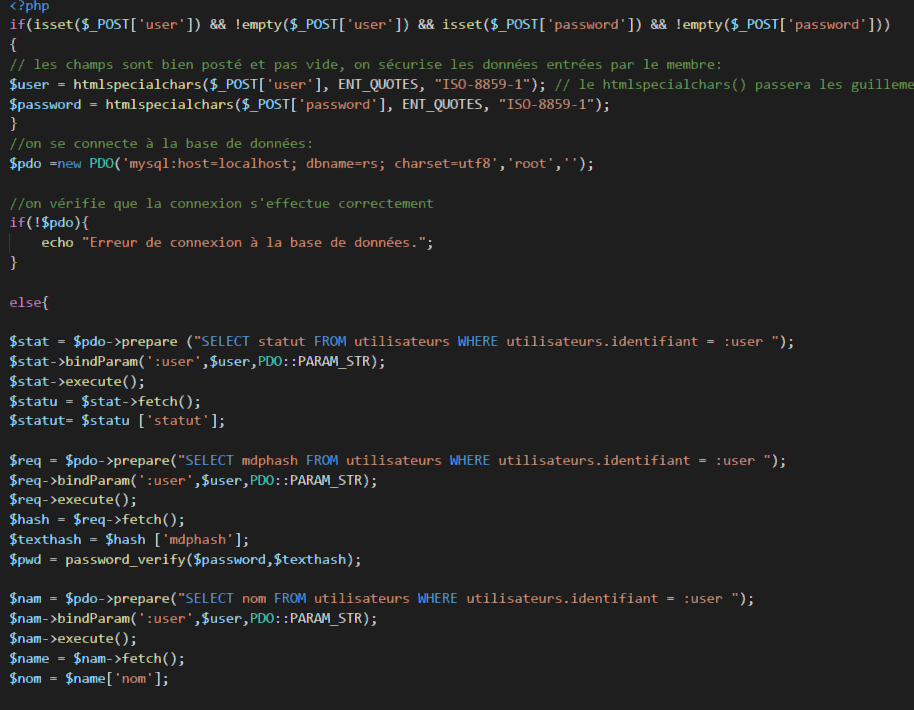 <?php
if(isset($_POST['user']) && !empty($_POST['user']) && isset($_POST['password']) && !empty($_POST['password']))
{
// les champs sont bien posté et pas vide, on sécurise les données entrées par le membre:
$user = htmlspecialchars($_POST['user'], ENT_QUOTES, "ISO-8859-1"); // le htmlspecialchars() passera les guilleme
$password = htmlspecialchars($_POST['password'], ENT_QUOTES, "ISO-8859-1");
}
//on se connecte à la base de données:
$pdo =new PDO('mysql:host=localhost; dbname=rs; charset=utf8','root','');
//on vérifie que la connexion s'effectue correctement
if(!$pdo){
echo "Erreur de connexion à la base de données.";
}
else{
$stat = $pdo->prepare ("SELECT statut FROM utilisateurs WHERE utilisateurs.identifiant = :user ");
$stat->bindParam(':user',$user,PDO::PARAM_STR);
$stat->execute();
$statu = $stat->fetch();
$statut= $statu ['statut'];
$req = $pdo->prepare("SELECT mdphash FROM utilisateurs WHERE utilisateurs.identifiant = :user ");
$req->bindParam(':user',$user,PDO::PARAM_STR);
$req->execute();
$hash = $req->fetch();
$texthash = $hash ['mdphash'];
$pwd = password_verify($password,$texthash);
$nam = $pdo->prepare("SELECT nom FROM utilisateurs WHERE utilisateurs.identifiant = :user ");
$nam->bindParam(':user',$user,PDO::PARAM_STR);
$nam->execute();
$name = $nam->fetch();
$nom = $name['nom'];